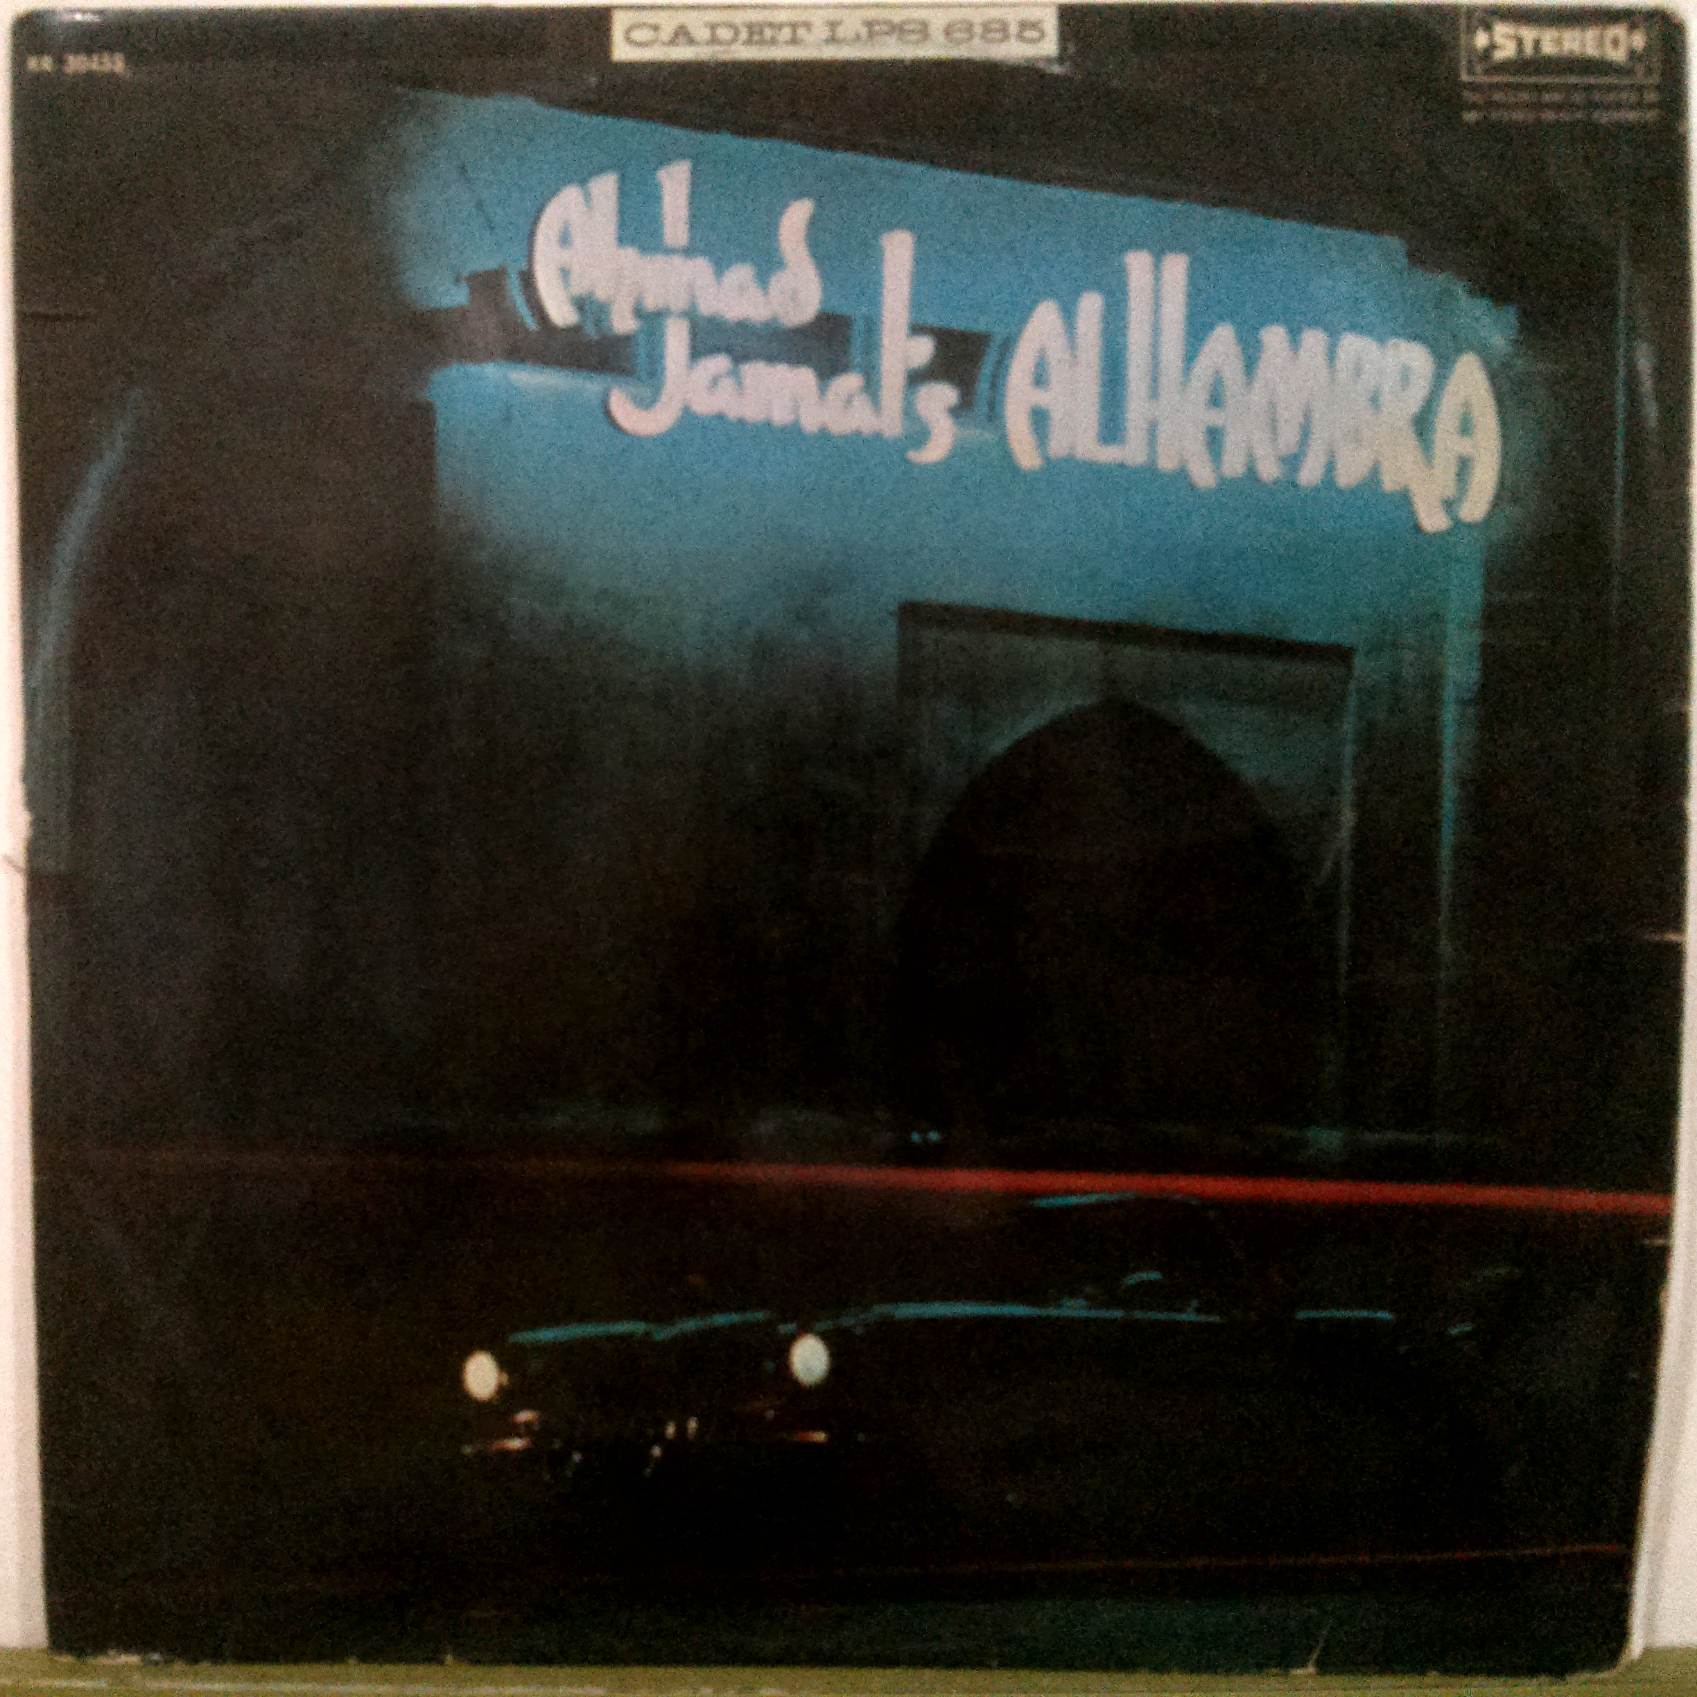 CADET LPS 685
STEREO
Ahmad
Jamal's ALHAMBRA